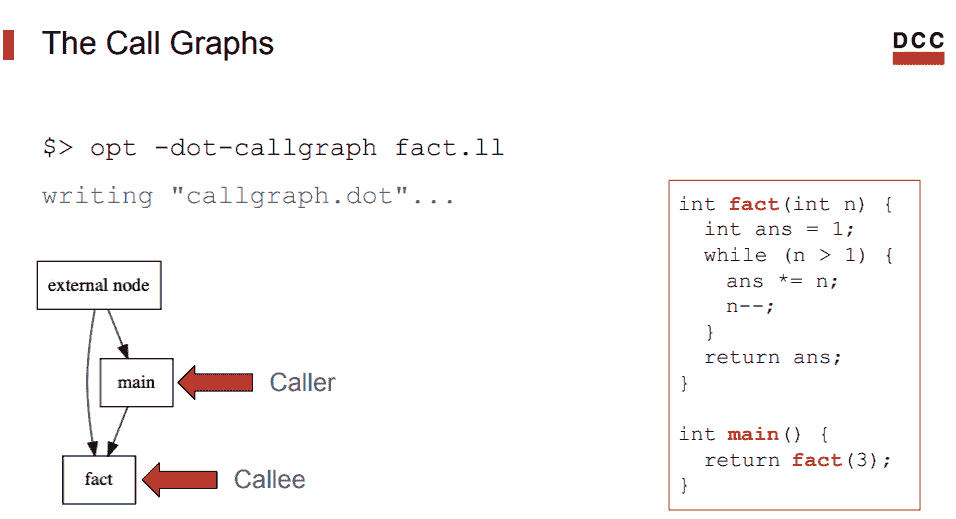 The Call Graphs
DCC
$> opt -dot-callgraph fact.ll
writing "callgraph.dot"...
external node
main
Caller
fact
Callee
int fact(int n) {
int ans = 1;
while (n > 1) {
ans *= n;
n--;
}
return ans;
}
int main() {
return fact(3);
}